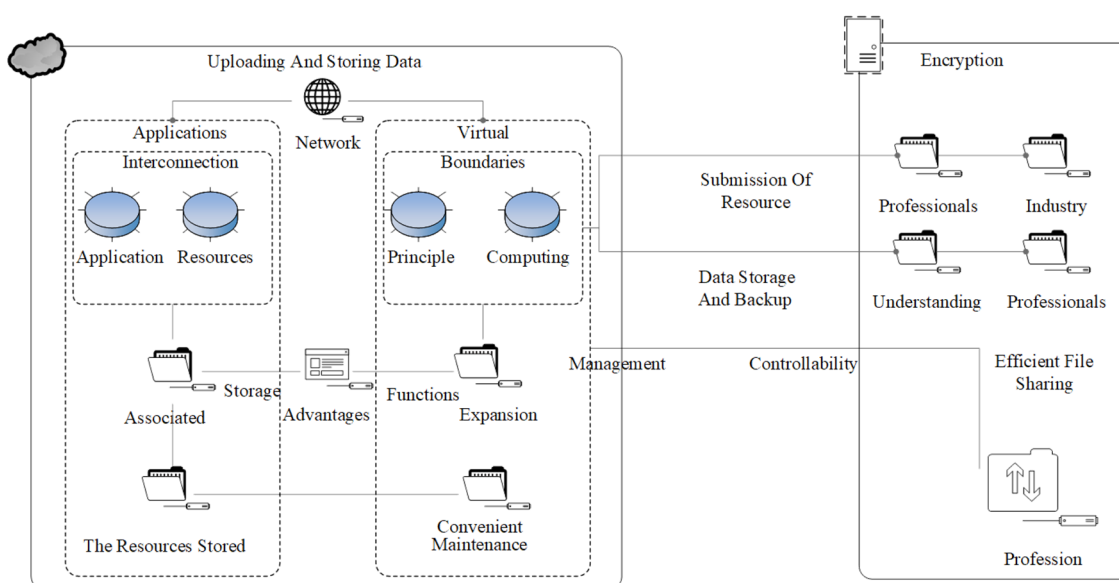 Uploading And Storing Data
Encryption
Network
Applications
Virtual
Interconnection
Boundaries
Application
Resources
Principle
Computing
Submission Of
Resource
Professionals
Industry
Data Storage
And Backup
Understanding
Professionals
Management
Controllability
Efficient File
Sharing
Associated
Storage
Advantages
Functions
Expansion
The Resources Stored
Convenient
Maintenance
Profession